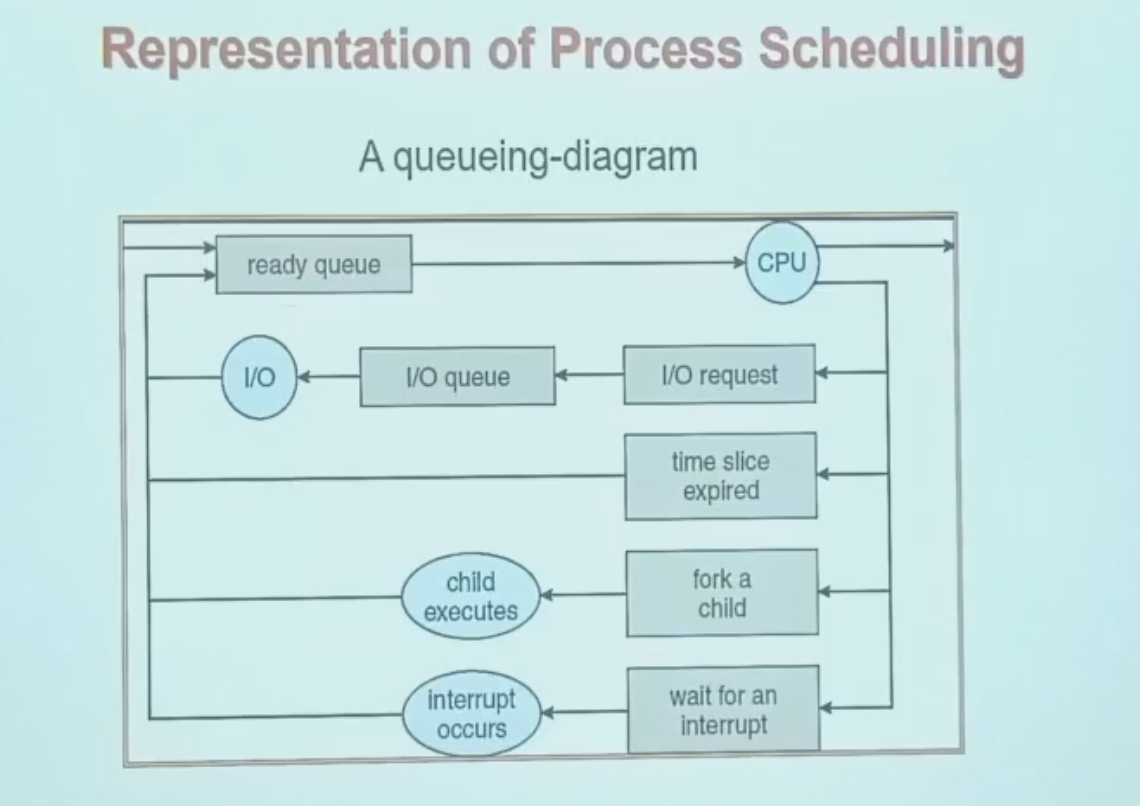 Representation of Process Scheduling
A queueing-diagram
ready queue
CPU
I/O
I/O queue
I/O request
time slice
expired
child
executes
fork a
child
interrupt
occurs
wait for an
interrupt